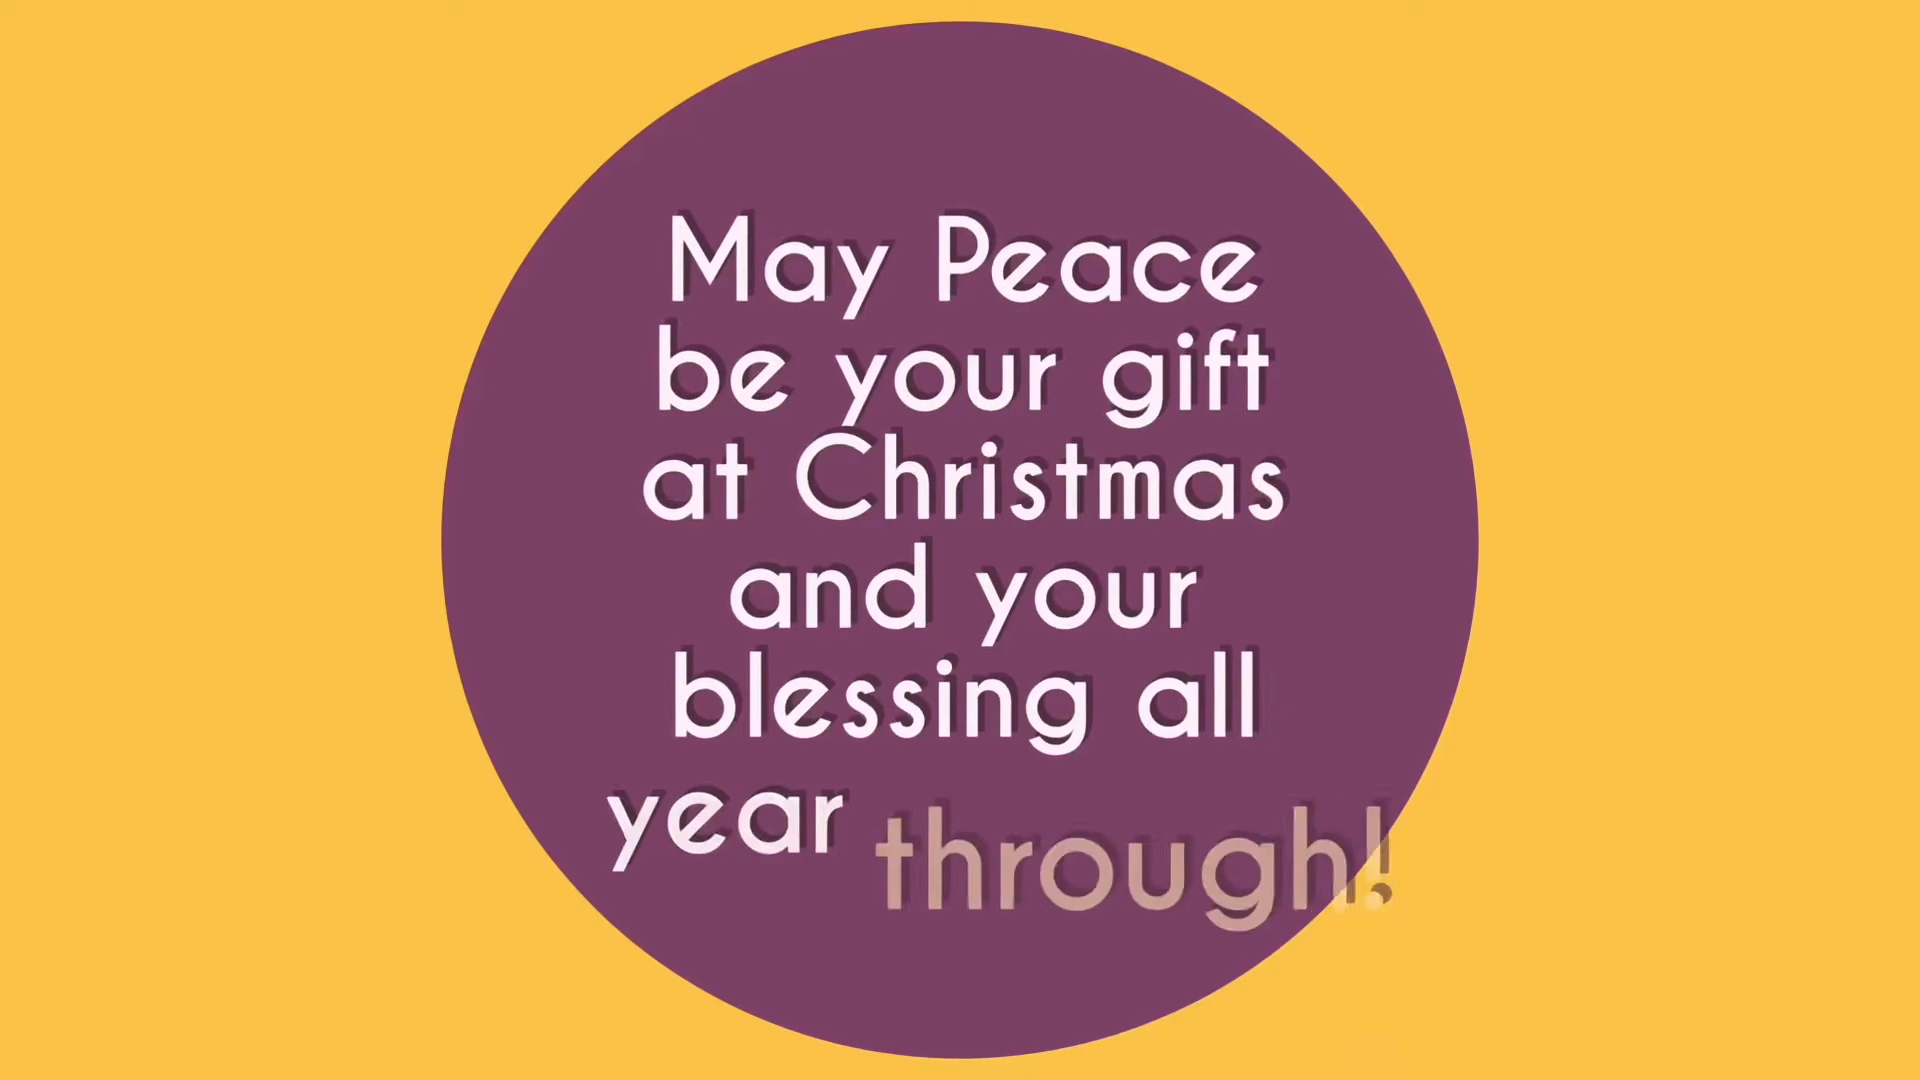 May Peace
be your gift
at Christmas
and your
blessing all
year through!